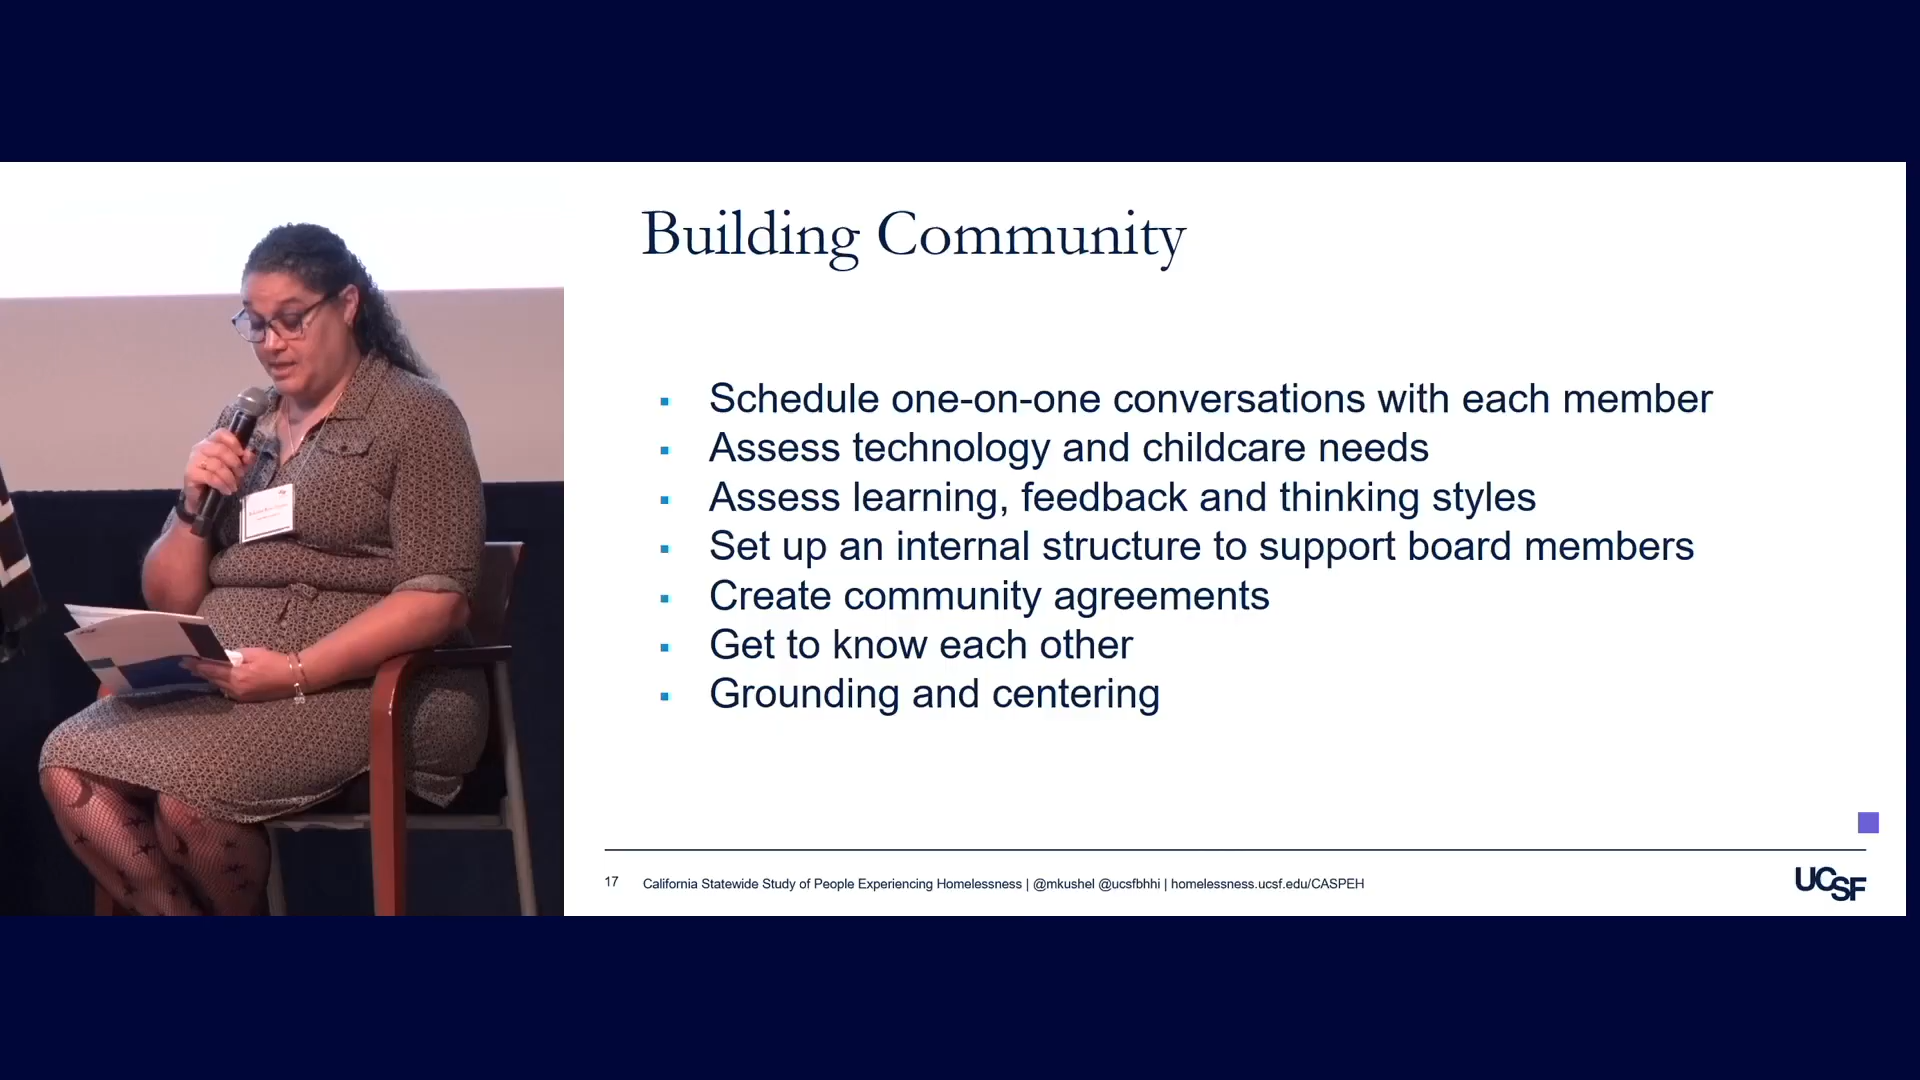 Building Community
▪ Schedule one-on-one conversations with each member
▪ Assess technology and childcare needs
▪ Assess learning, feedback and thinking styles
▪ Set up an internal structure to support board members
▪ Create community agreements
▪ Get to know each other
▪ Grounding and centering
17 California Statewide Study of People Experiencing Homelessness | @mkushel @ucsfbhhi | homelessness.ucsf.edu/CASPEH
UCSF